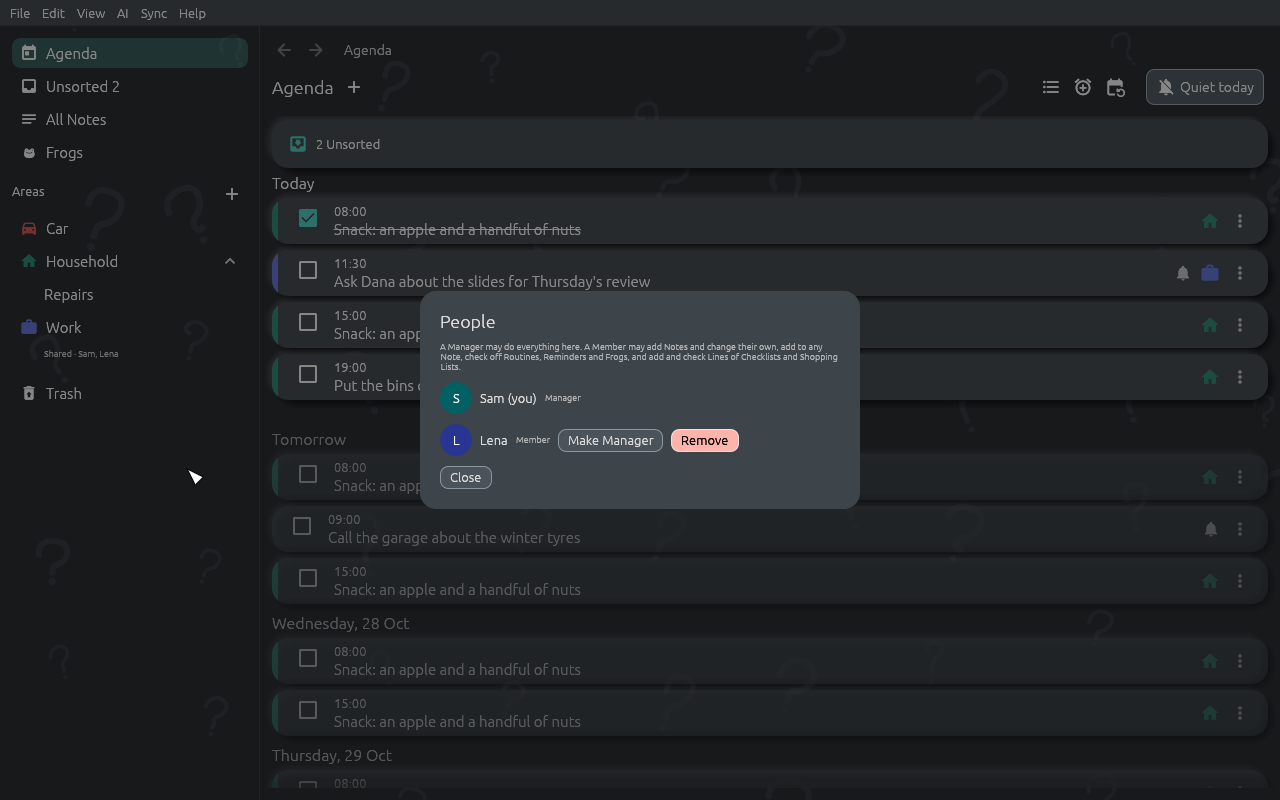 File Edit View AI Sync Help
Agenda
Unsorted 2
All Notes
Frogs
Areas
Car
Household
Repairs
Work
Shared · Sam, Lena
Trash
Agenda
Agenda
Quiet today
2 Unsorted
Today
08:00
Snack: an apple and a handful of nuts
11:30
Ask Dana about the slides for Thursday's review
15:00
Snack: an
19:00
Put the bins
People
A Manager may do everything here. A Member may add Notes and change their own, add to any
Note, check off Routines, Reminders and Frogs, and add and check Lines of Checklists and Shopping
Lists.
S
Sam (you) Manager
L
Lena Member Make Manager Remove
Close
Tomorrow
08:00
Snack: an
09:00
Call the garage about the winter tyres
15:00
Snack: an apple and a handful of nuts
Wednesday, 28 Oct
08:00
Snack: an apple and a handful of nuts
15:00
Snack: an apple and a handful of nuts
Thursday, 29 Oct
08:00